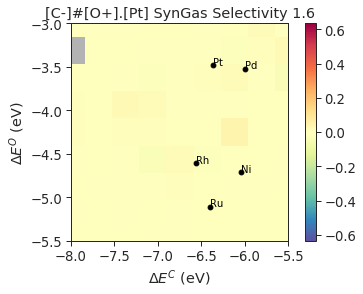 [C-]#[O+].[Pt] SynGas Selectivity 1.6
−3.0
−3.5
−4.0
−4.5
−5.0
−5.5
ΔE^O (eV)
Pt
Pd
Rh
Ni
Ru
−8.0 −7.5 −7.0 −6.5 −6.0 −5.5
ΔE^C (eV)
0.6
0.4
0.2
0.0
−0.2
−0.4
−0.6